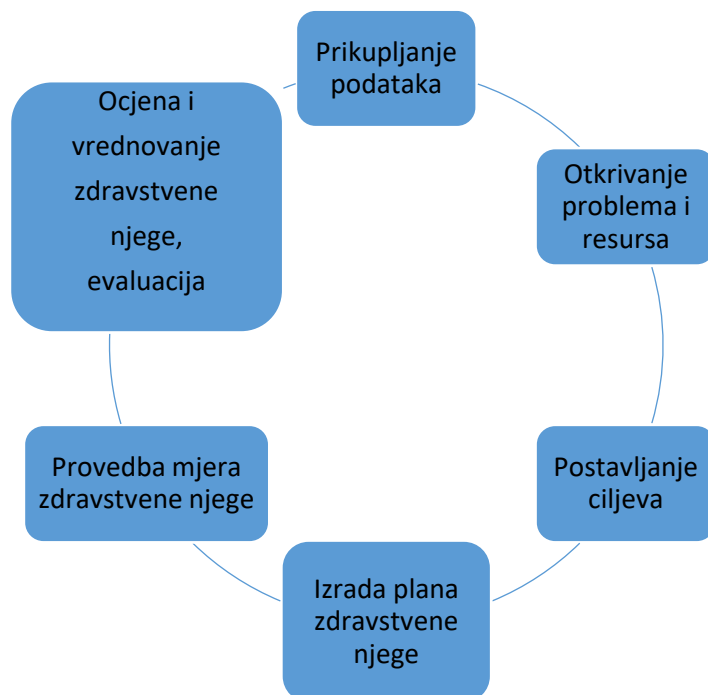 Prikupljanje
podataka
Otkrivanje
problema i
resursa
Postavljanje
ciljeva
Izrada plana
zdravstvene
njege
Provedba mjera
zdravstvene njege
Ocjena i
vrednovanje
zdravstvene
njege,
evaluacija